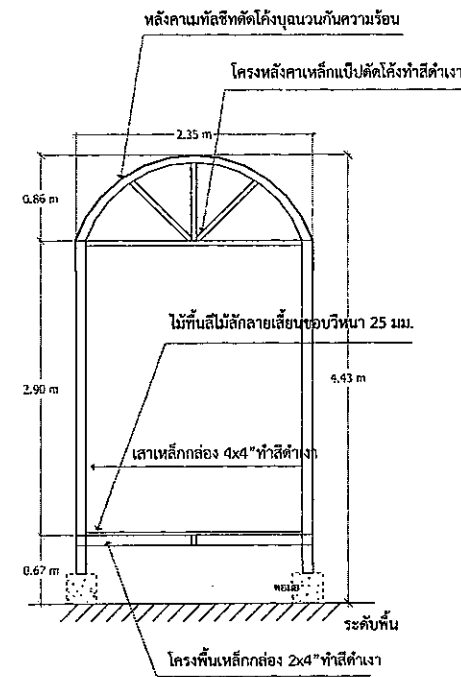 หลังคาเมทัลชีทดัดโค้งบุฉนวนกันความร้อน
โครงหลังคาเหล็กแป๊ปดัดโค้งทำสีดำเงา
2.35 m
0.86 m
ไม้พื้นสีไม้สักลายเสี้ยนขอบวีหนา 25 มม.
2.90 m
4.43 m
เสาเหล็กกล่อง 4x4"ทำสีดำเงา
0.67 m
ตอม่อ
ระดับพื้น
โครงพื้นเหล็กกล่อง 2x4"ทำสีดำเงา